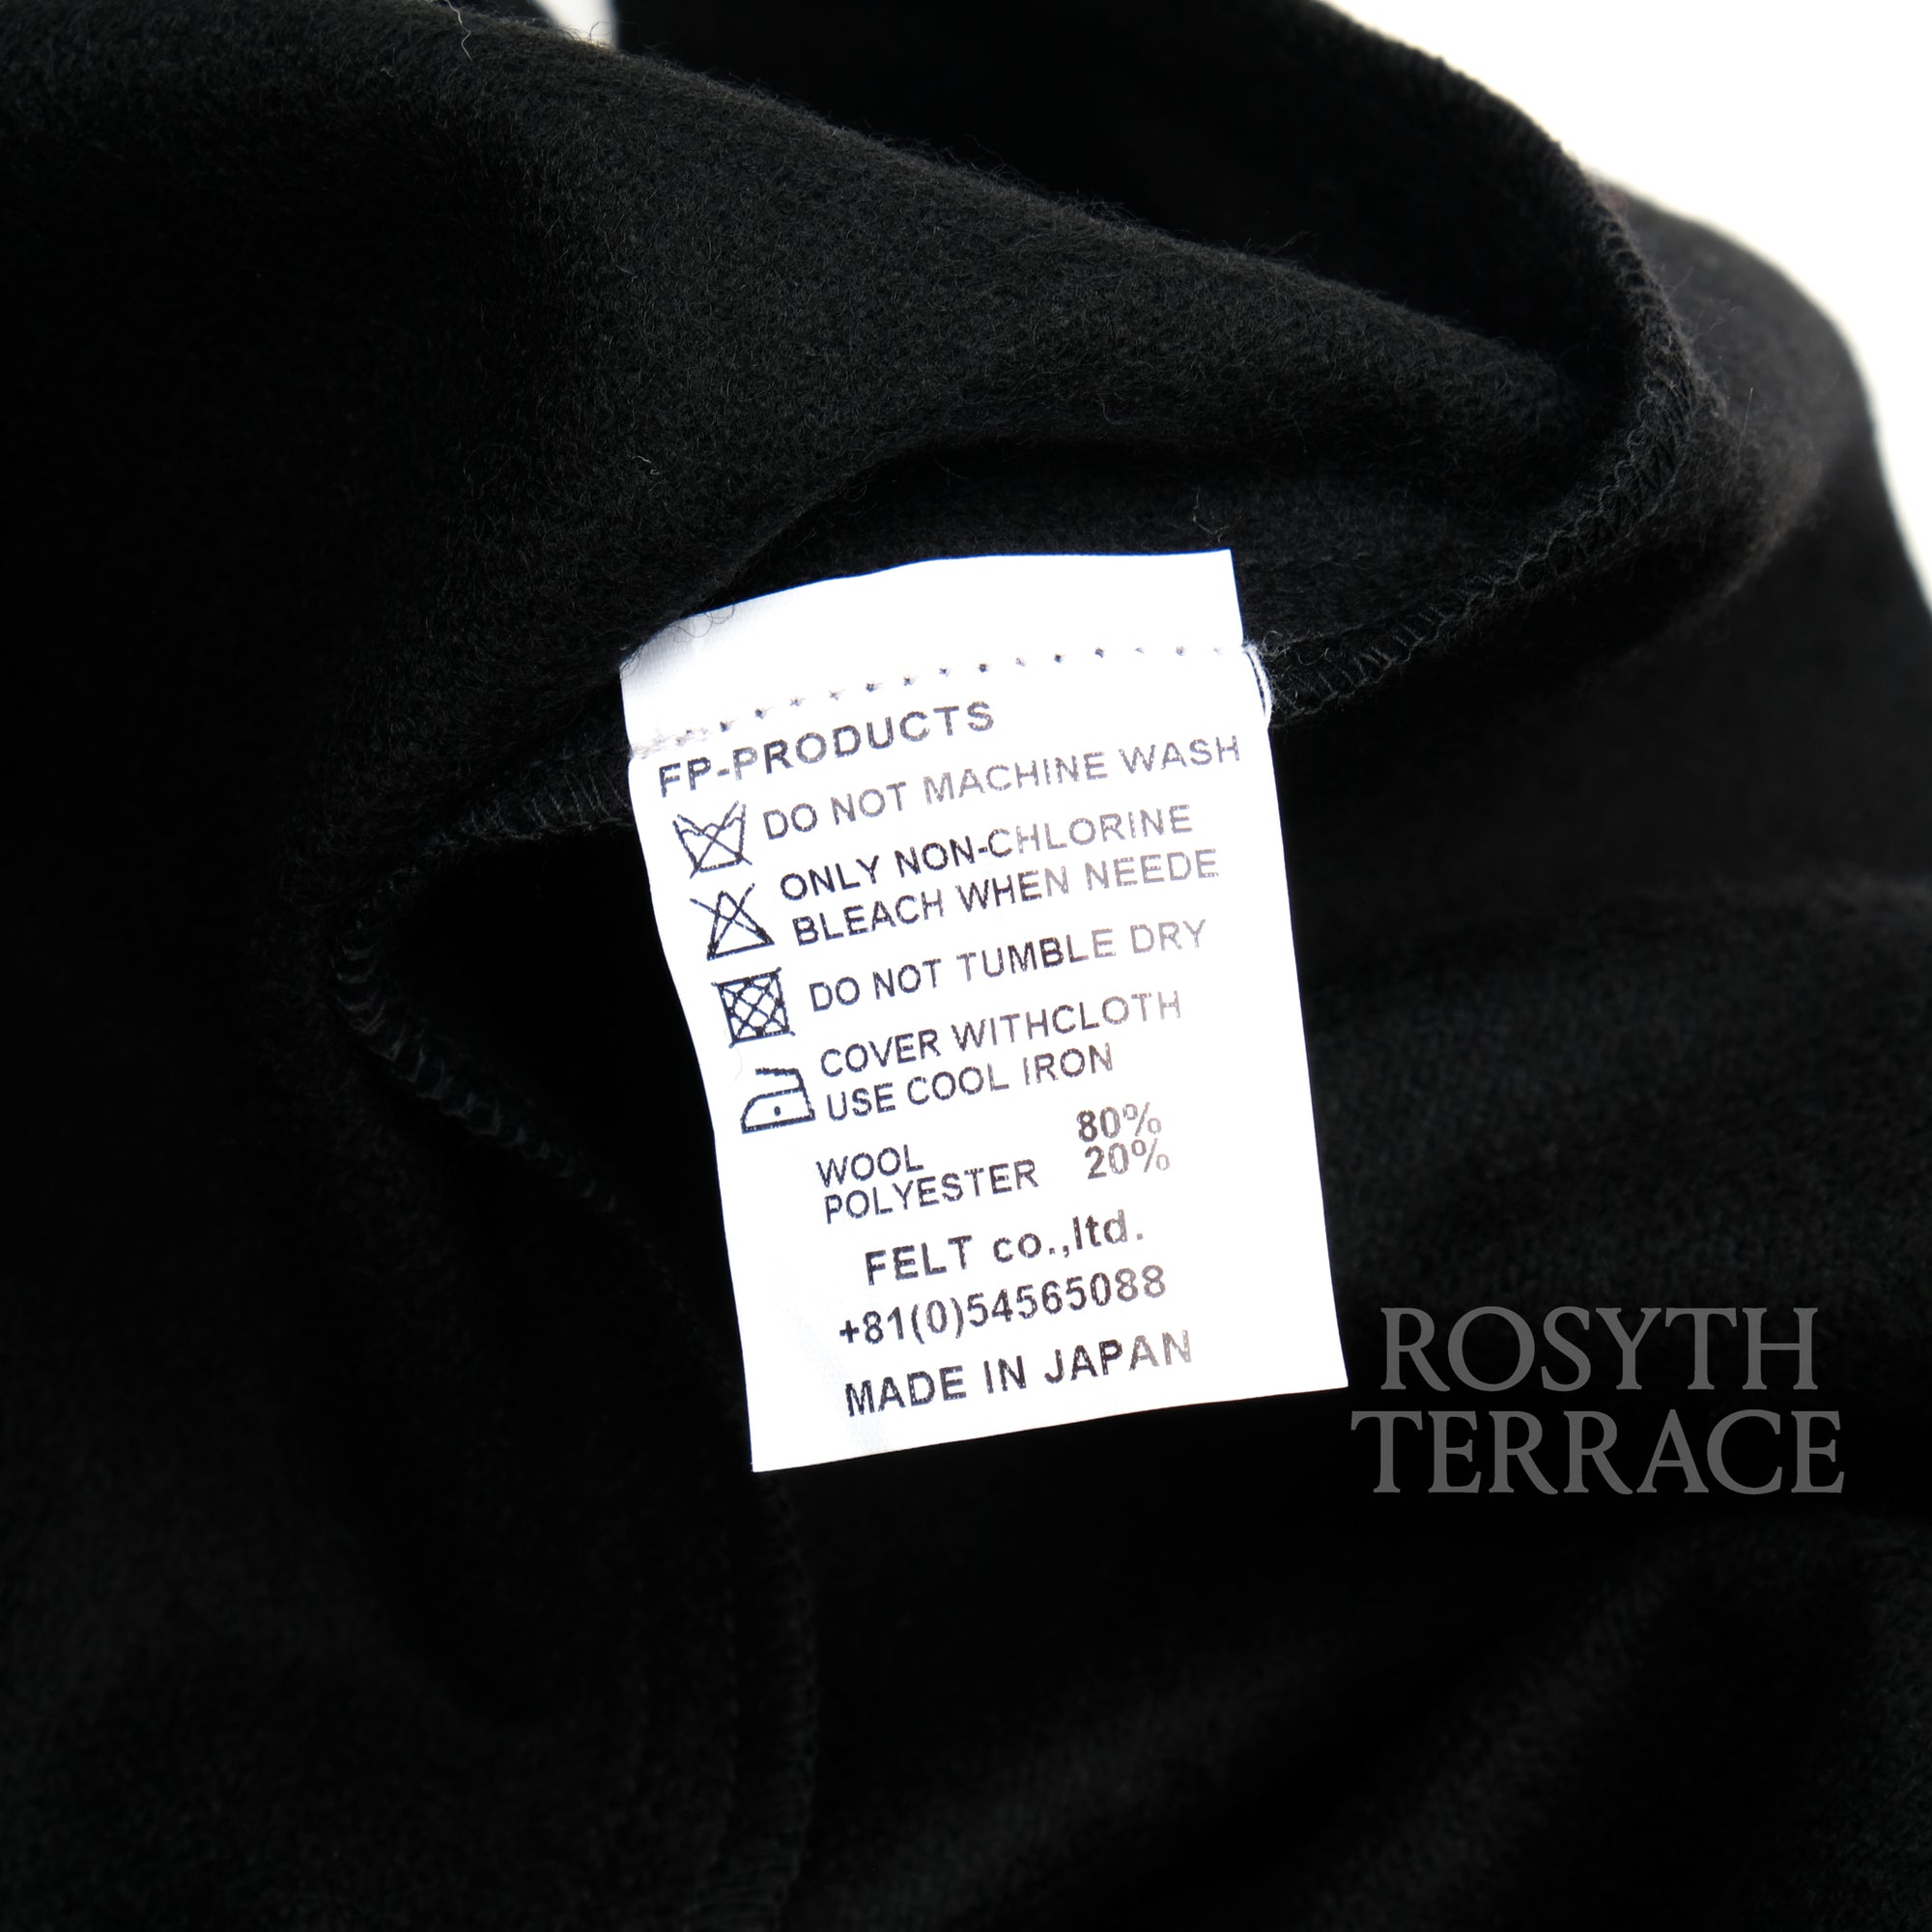 FP-PRODUCTS
DO NOT MACHINE WASH
ONLY NON-CHLORINE
BLEACH WHEN NEEDE
DO NOT TUMBLE DRY
COVER WITHCLOTH
USE COOL IRON
WOOL 80%
POLYESTER 20%
FELT co.,ltd.
+81(0)54565088
MADE IN JAPAN
ROSYTH
TERRACE